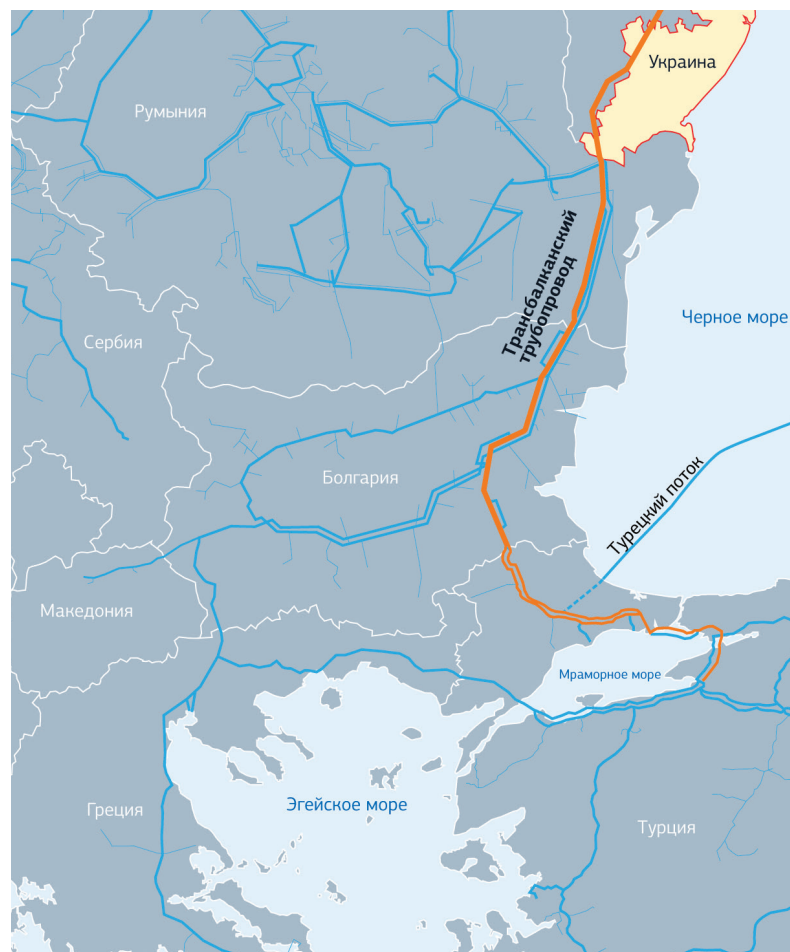 Украина
Румыния
Трансбалканский
трубопровод
Черное море
Сербия
Болгария
Турецкий поток
Македония
Мраморное море
Эгейское море
Греция
Турция